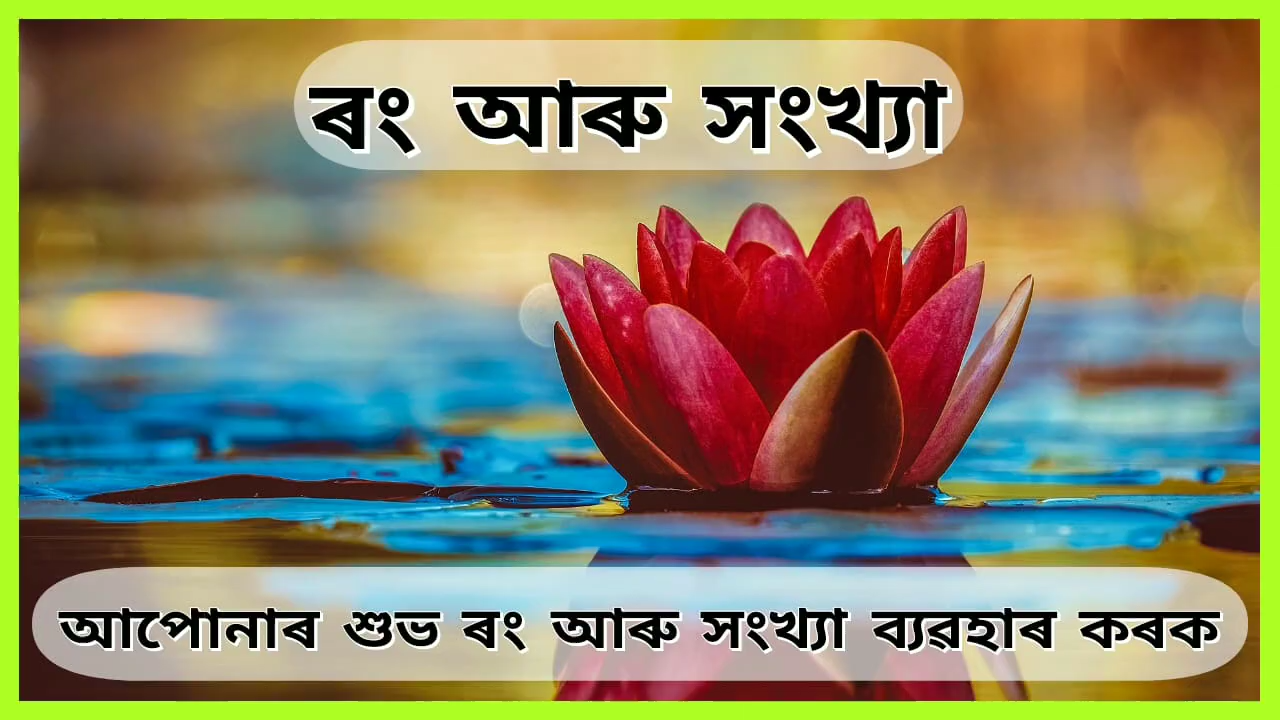 ৰং আৰু সংখ্যা
আপোনাৰ শুভ ৰং আৰু সংখ্যা ব্যৱহাৰ কৰক